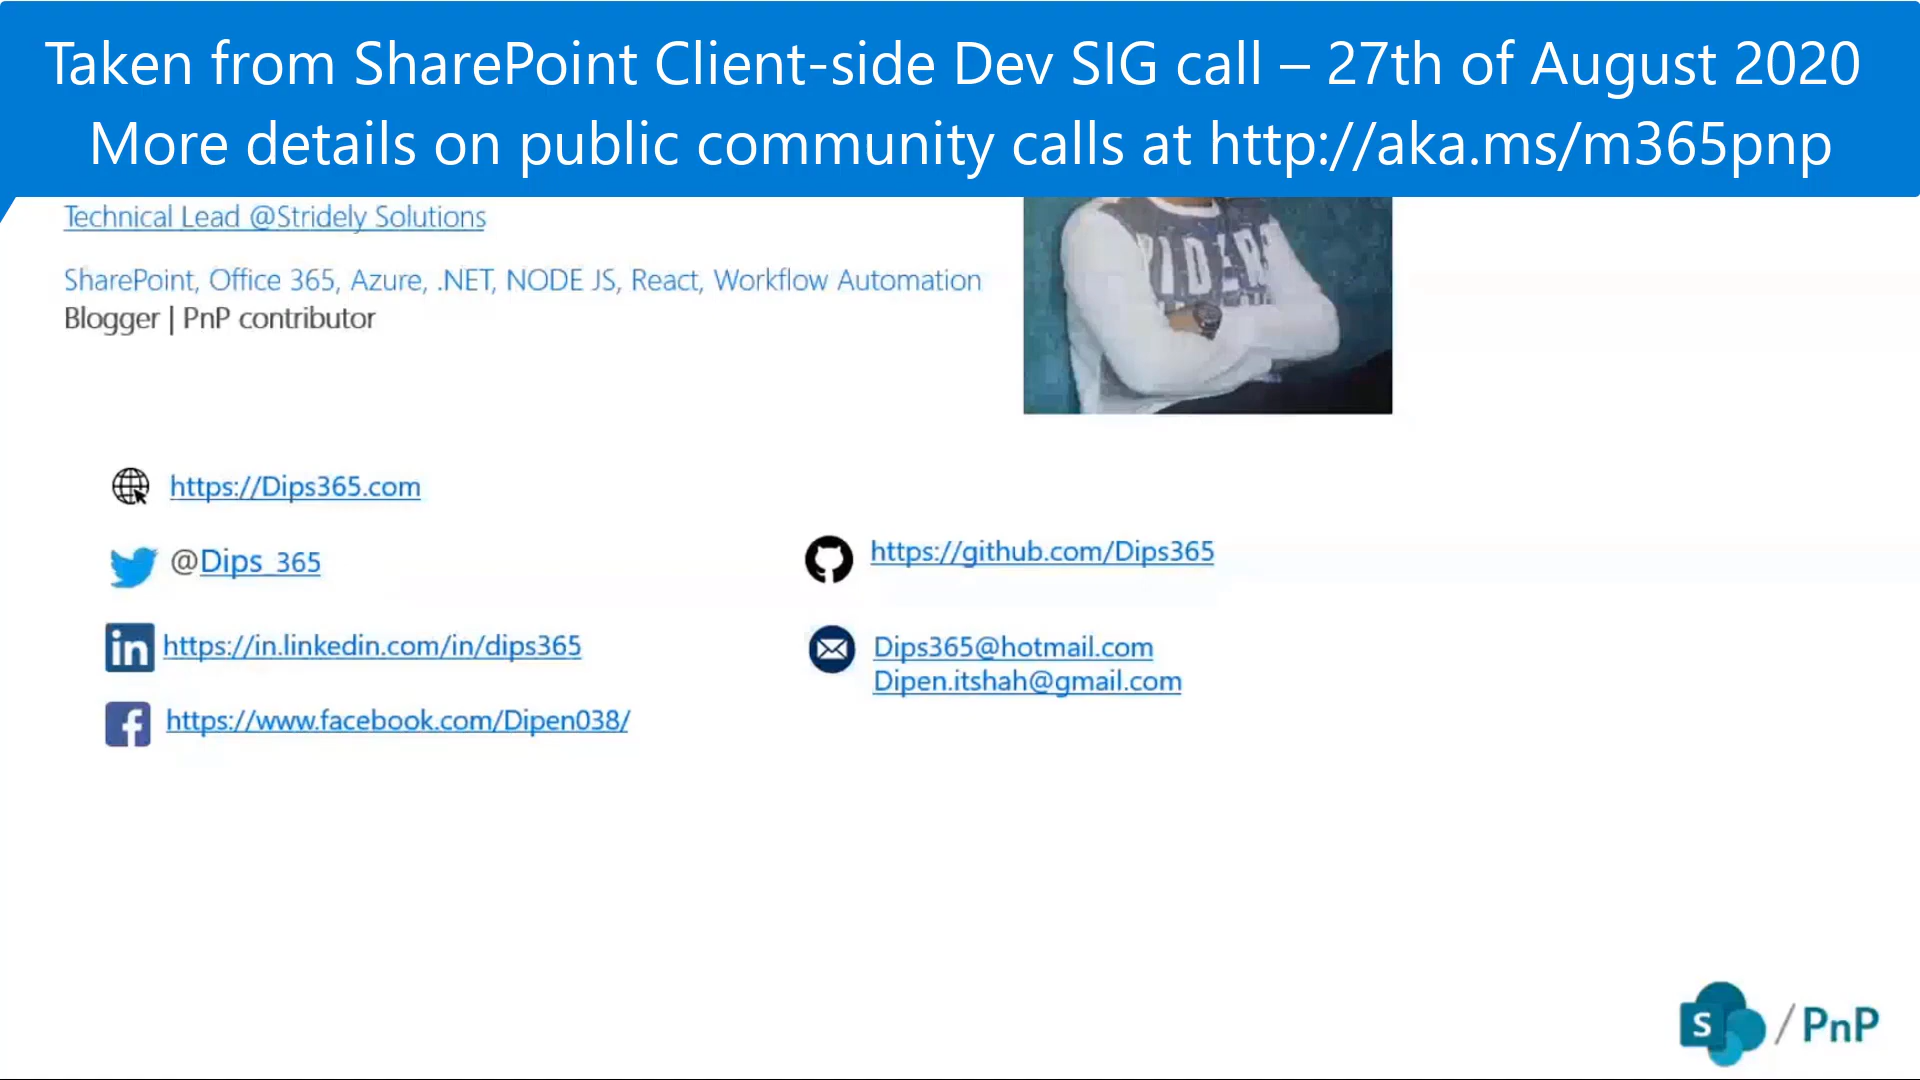 Taken from SharePoint Client-side Dev SIG call – 27th of August 2020
More details on public community calls at http://aka.ms/m365pnp
Technical Lead @Stridely Solutions
SharePoint, Office 365, Azure, .NET, NODE JS, React, Workflow Automation
Blogger | PnP contributor
https://Dips365.com
@Dips_365
https://in.linkedin.com/in/dips365
https://www.facebook.com/Dipen038/
https://github.com/Dips365
Dips365@hotmail.com
Dipen.itshah@gmail.com
S / PnP